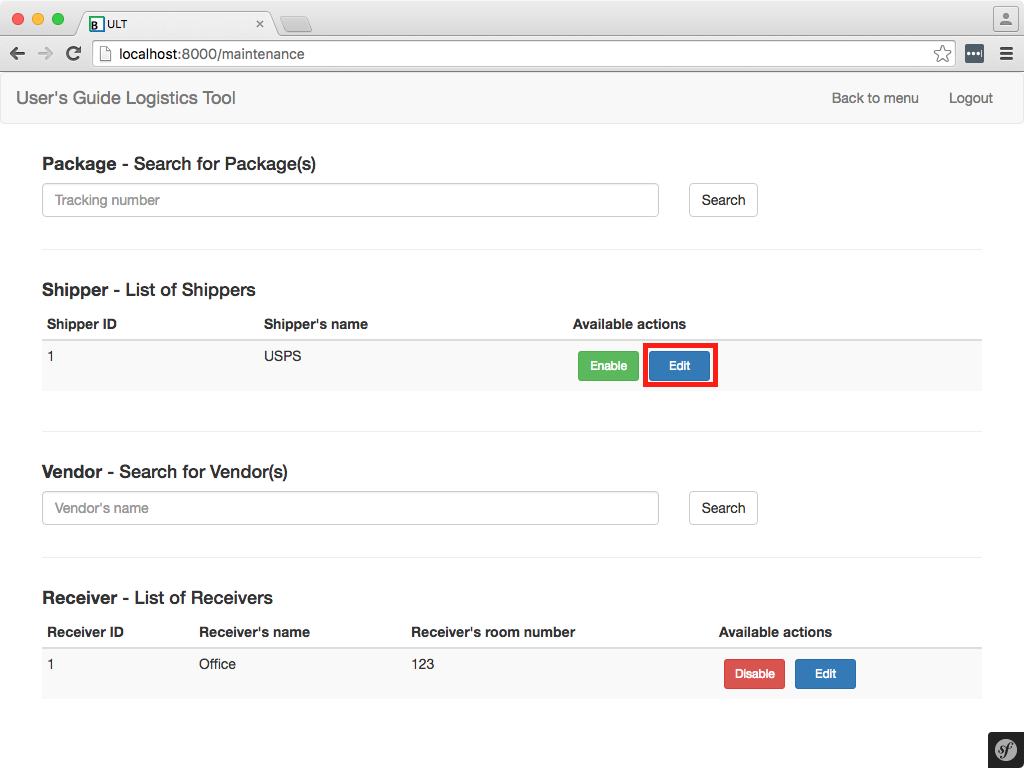 B ULT
localhost:8000/maintenance
User's Guide Logistics Tool Back to menu Logout
Package - Search for Package(s)
Tracking number Search
Shipper - List of Shippers
Shipper ID Shipper's name Available actions
1 USPS Enable Edit
Vendor - Search for Vendor(s)
Vendor's name Search
Receiver - List of Receivers
Receiver ID Receiver's name Receiver's room number Available actions
1 Office 123 Disable Edit
sf